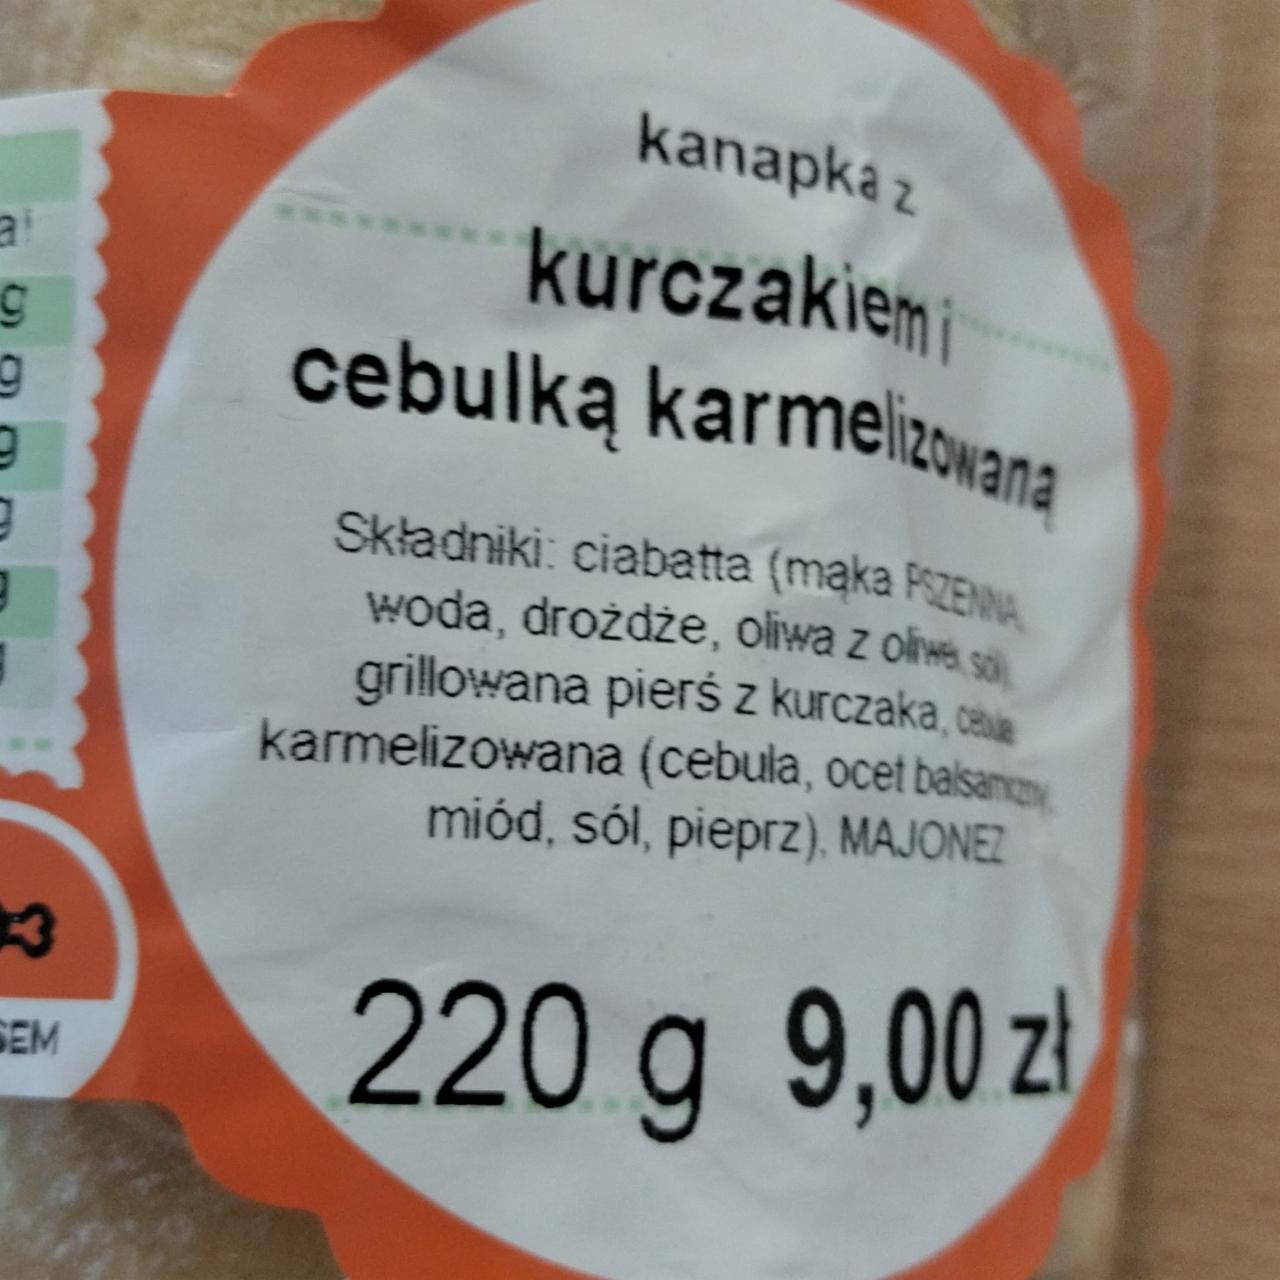 kanapka z
kurczakiem i
cebulką karmelizowaną
Składniki: ciabatta (mąka PSZENNA,
woda, drożdże, oliwa z oliwek, sól),
grillowana pierś z kurczaka, cebula
karmelizowana (cebula, ocet balsamiczny,
miód, sól, pieprz), MAJONEZ
220 g 9,00 zł
g
g
g
g
g
g
SEM